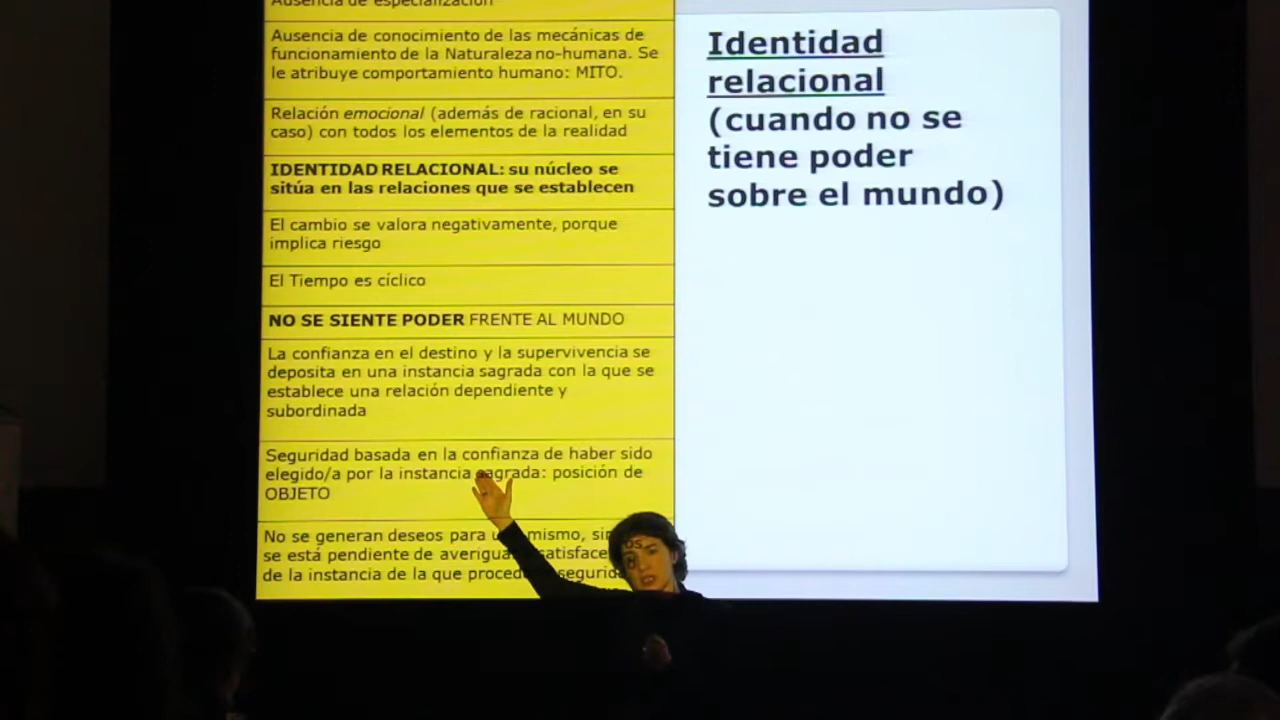 Ausencia de especialización
Ausencia de conocimiento de las mecánicas de
funcionamiento de la Naturaleza no-humana. Se
le atribuye comportamiento humano: MITO.
Relación emocional (además de racional, en su
caso) con todos los elementos de la realidad
IDENTIDAD RELACIONAL: su núcleo se
sitúa en las relaciones que se establecen
El cambio se valora negativamente, porque
implica riesgo
El Tiempo es cíclico
NO SE SIENTE PODER FRENTE AL MUNDO
La confianza en el destino y la supervivencia se
deposita en una instancia sagrada con la que se
establece una relación dependiente y
subordinada
Seguridad basada en la confianza de haber sido
elegido/a por la instancia sagrada: posición de
OBJETO
No se generan deseos para mismo,
se está pendiente de
de la instancia de la que
Identidad
relacional
(cuando no se
tiene poder
sobre el mundo)